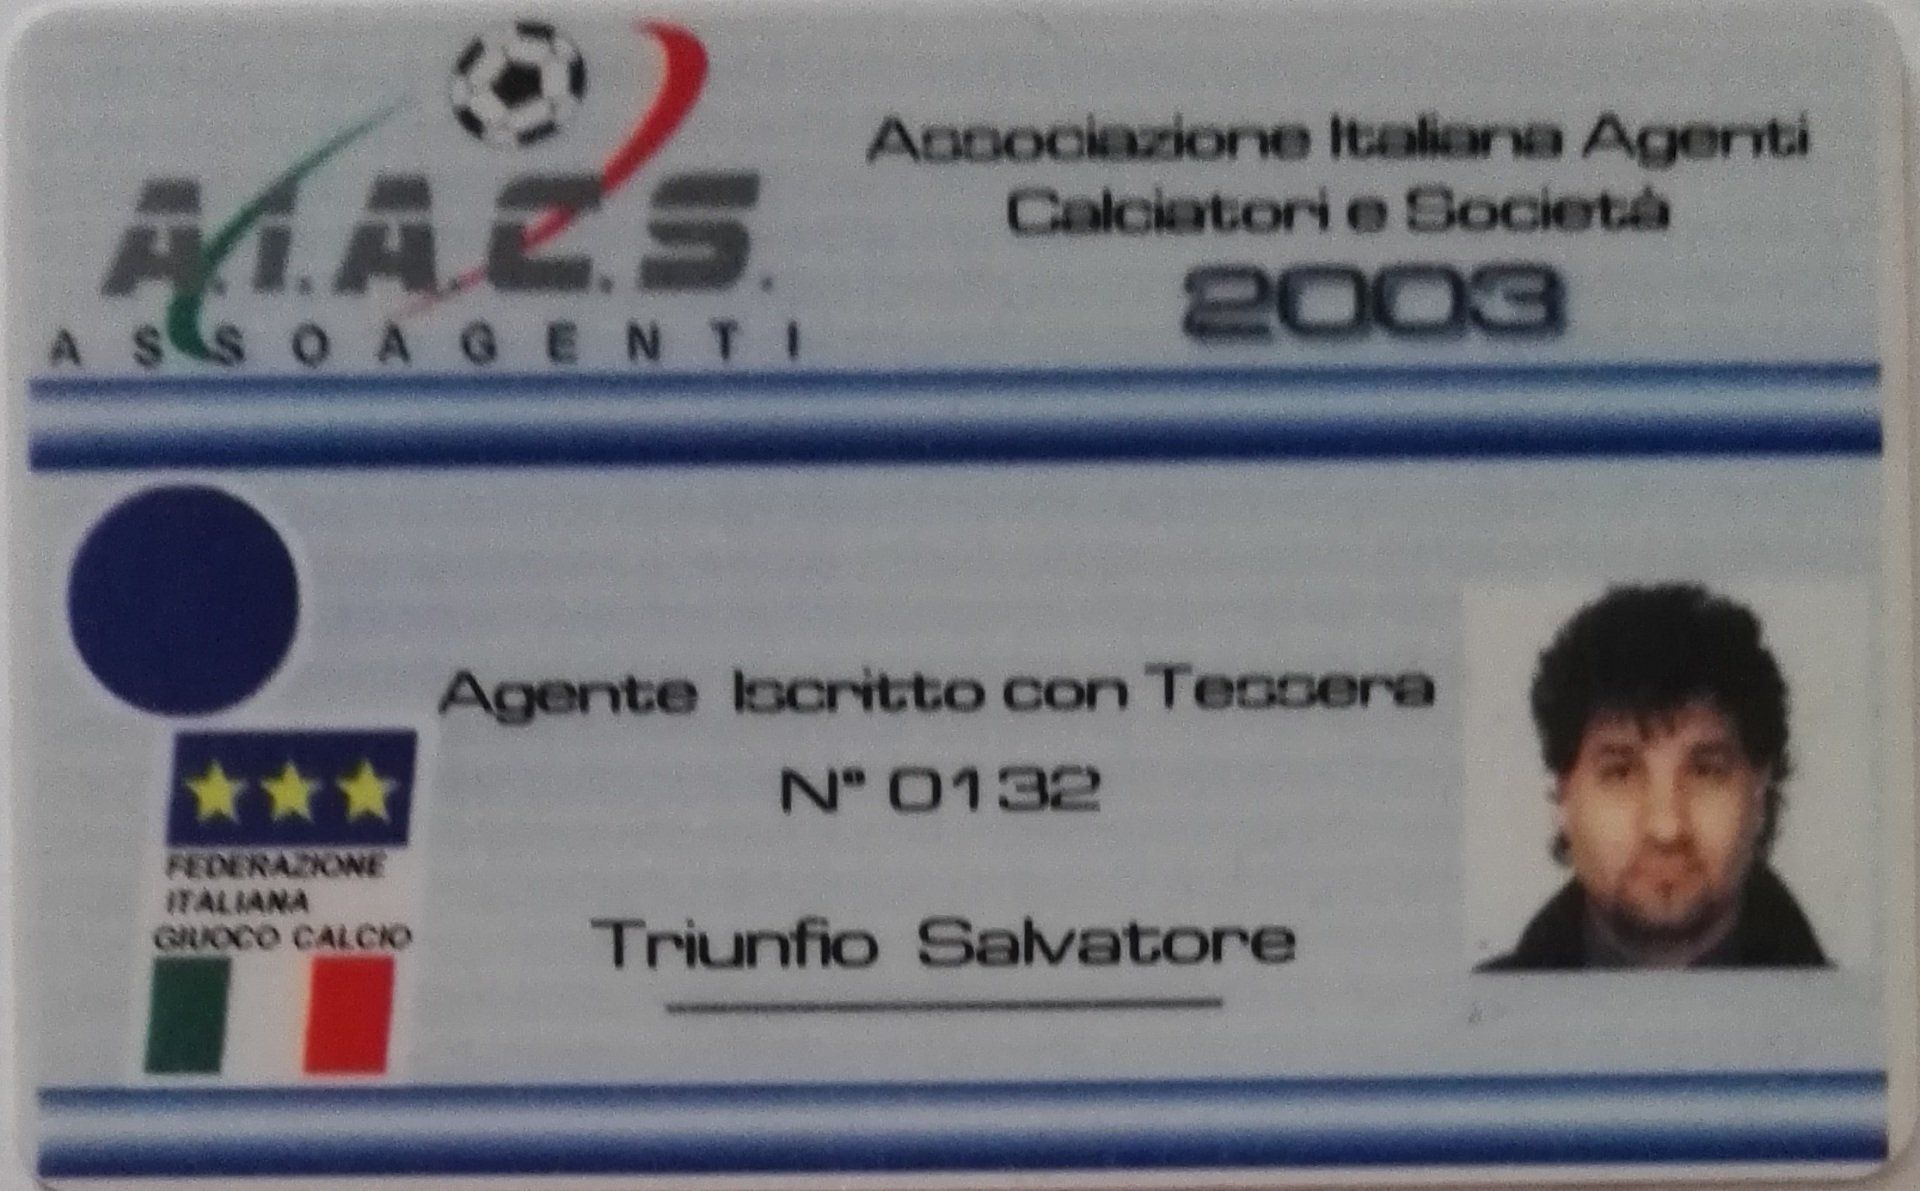 A.I.A.C.S.
ASSOAGENTI
Associazione Italiana Agenti
Calciatori e Società
2003
Agente Iscritto con Tessera
N° 0132
Triunfio Salvatore
FEDERAZIONE
ITALIANA
GIUOCO CALCIO